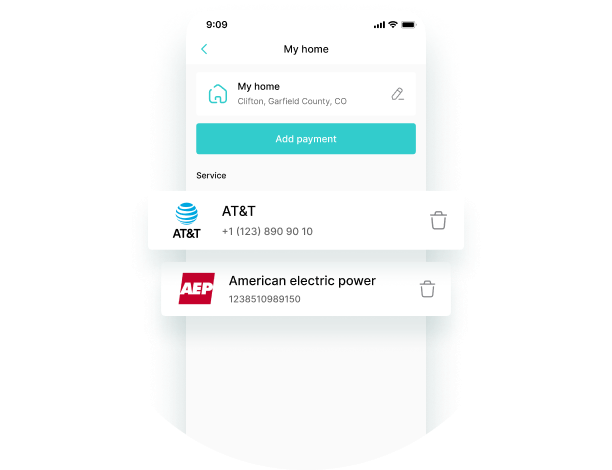 9:09
My home
My home
Clifton, Garfield County, CO
Add payment
Service
AT&T
+1 (123) 890 90 10
AT&T
AEP
American electric power
1238510989150